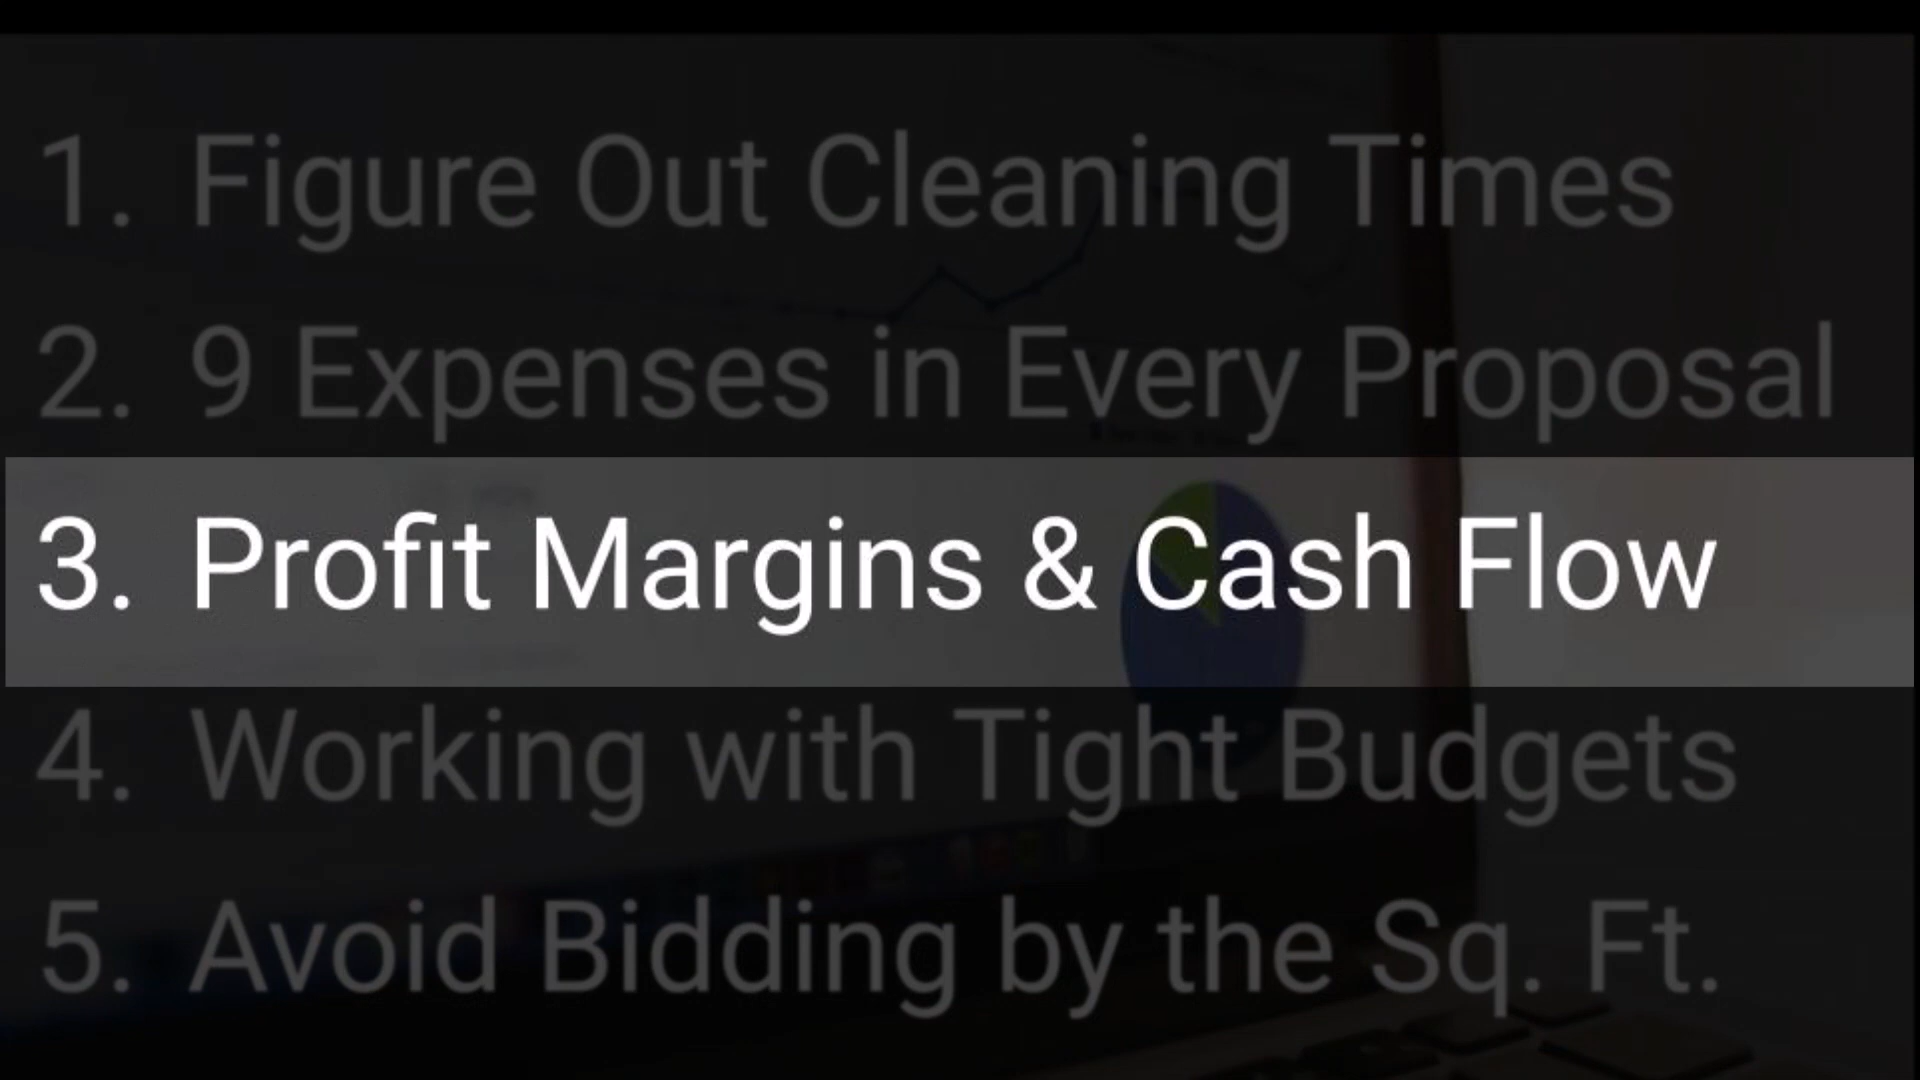 1. Figure Out Cleaning Times
2. 9 Expenses in Every Proposal
3. Profit Margins & Cash Flow
4. Working with Tight Budgets
5. Avoid Bidding by the Sq. Ft.